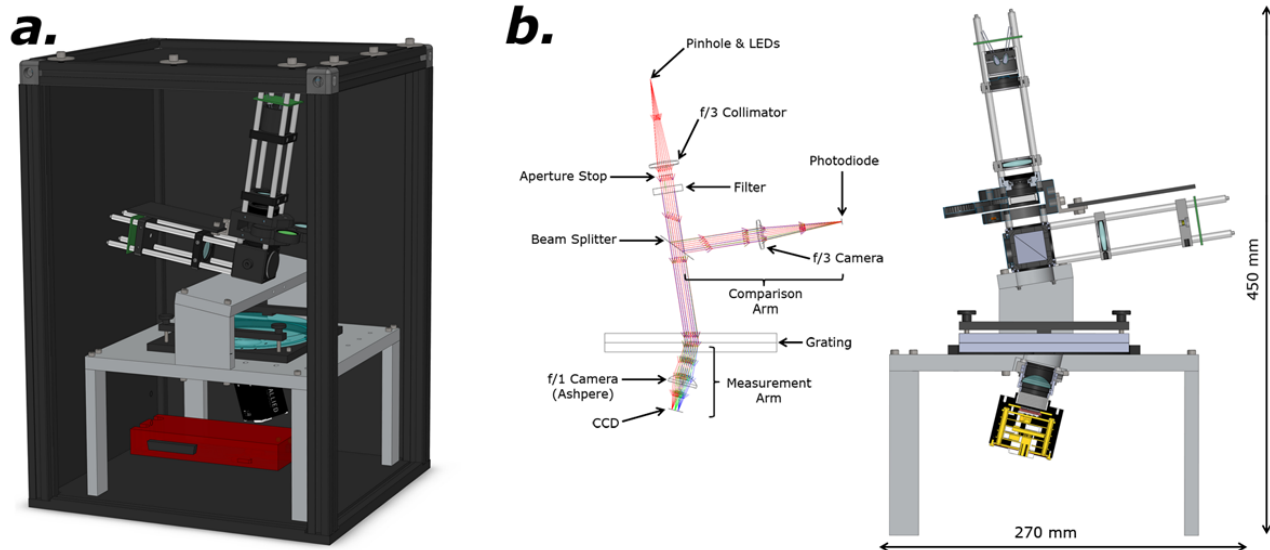 a.
b.
Pinhole & LEDs
f/3 Collimator
Photodiode
Aperture Stop
Filter
Beam Splitter
f/3 Camera
Comparison
Arm
Grating
f/1 Camera
(Ashpere)
Measurement
Arm
CCD
ALLIED
450 mm
270 mm